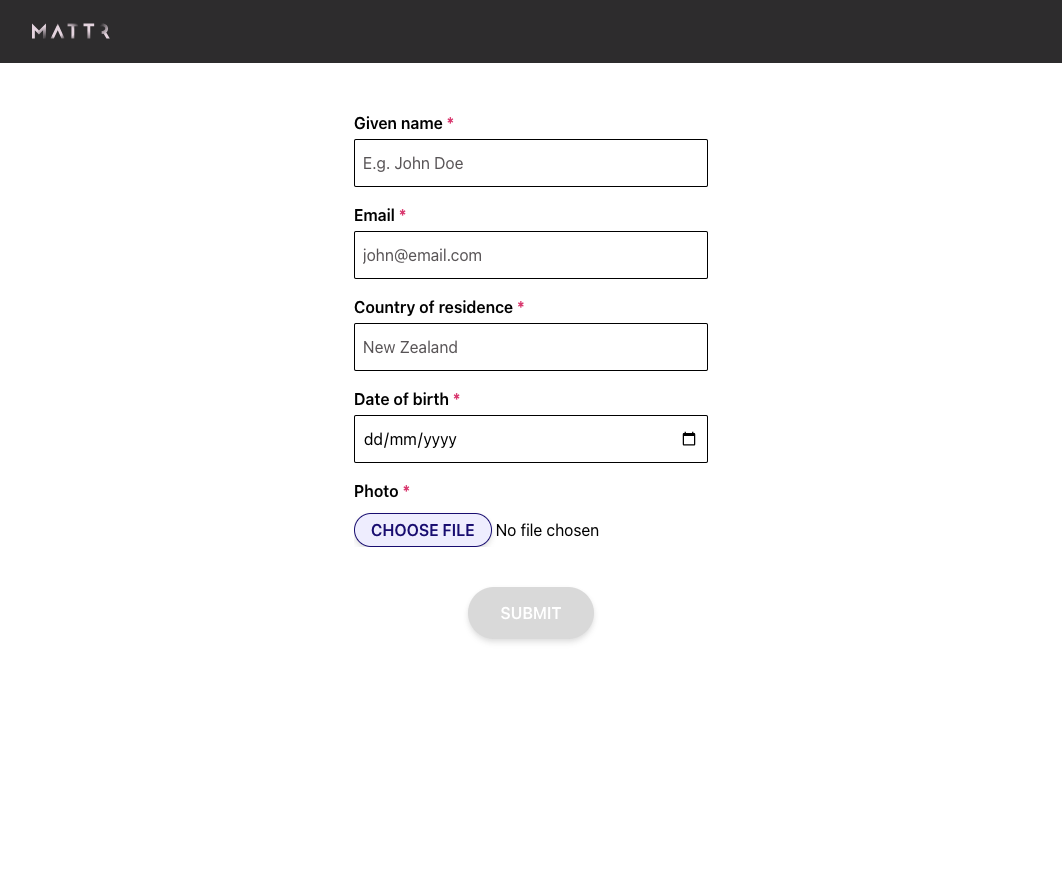 MATTR
Given name *
E.g. John Doe
Email *
john@email.com
Country of residence *
New Zealand
Date of birth *
dd/mm/yyyy
Photo *
CHOOSE FILE No file chosen
SUBMIT